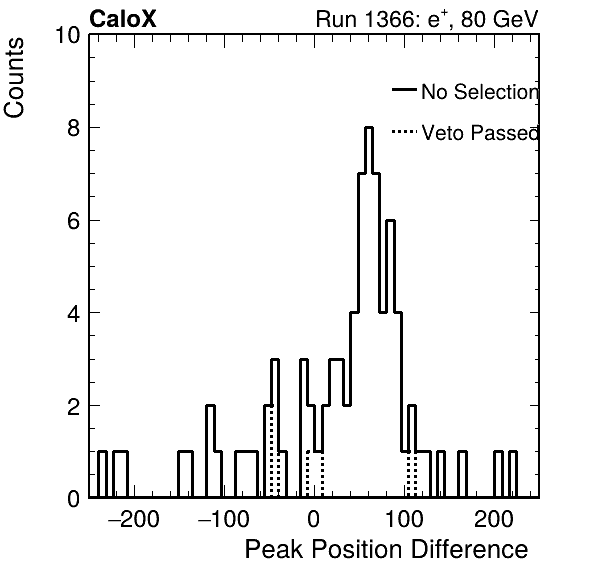 CaloX Run 1366: e+, 80 GeV
Counts
10
8
6
4
2
0
No Selection
Veto Passed
−200 −100 0 100 200
Peak Position Difference